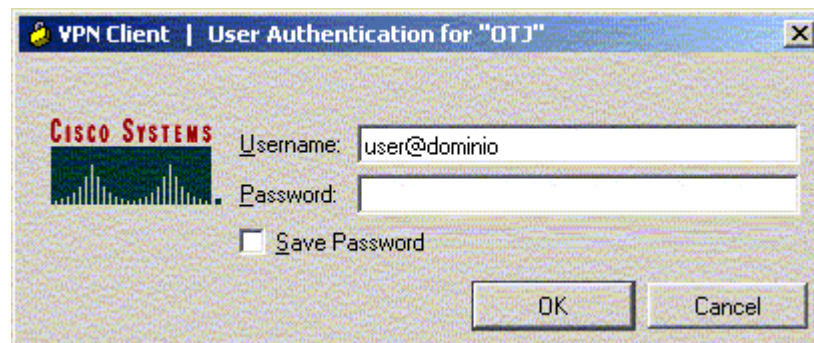 VPN Client | User Authentication for "OTJ"
CISCO SYSTEMS
Username: user@dominio
Password:
Save Password
OK Cancel